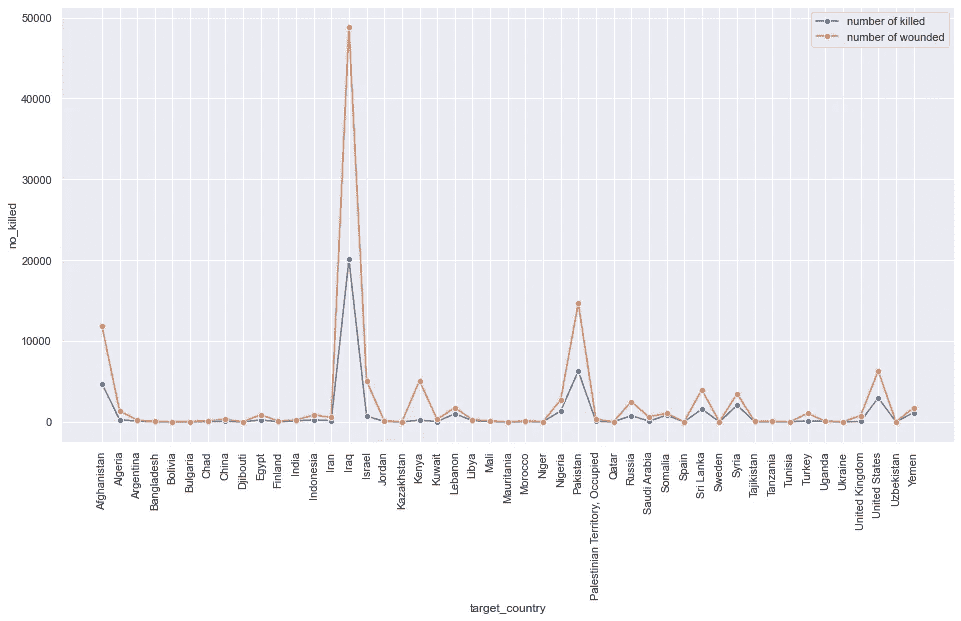 number of killed
number of wounded
50000
40000
30000
20000
10000
0
no_killed
Afghanistan
Algeria
Argentina
Bangladesh
Bolivia
Bulgaria
Chad
China
Djibouti
Egypt
Finland
India
Indonesia
Iran
Iraq
Israel
Jordan
Kazakhstan
Kenya
Kuwait
Lebanon
Libya
Mali
Mauritania
Morocco
Niger
Nigeria
Pakistan
Palestinian Territory, Occupied
Qatar
Russia
Saudi Arabia
Somalia
Spain
Sri Lanka
Sweden
Syria
Tajikistan
Tanzania
Tunisia
Turkey
Uganda
Ukraine
United Kingdom
United States
Uzbekistan
Yemen
target_country